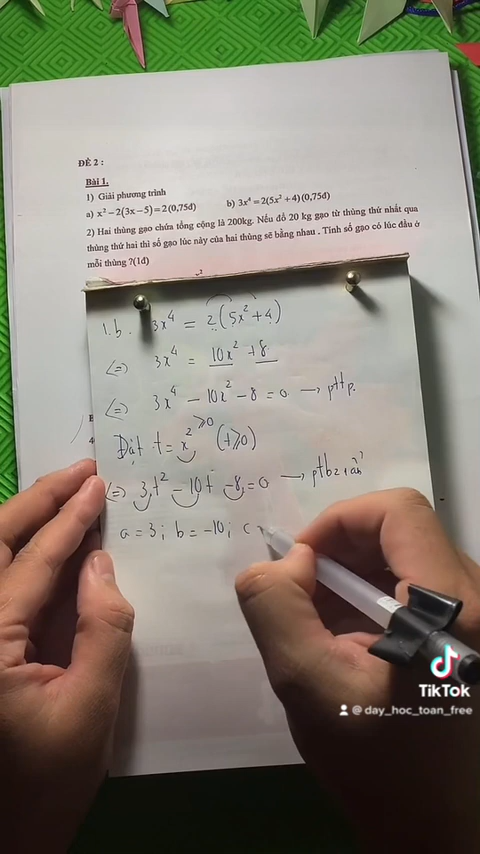 ĐỀ 2 :
Bài 1.
1) Giải phương trình
a) x² − 2(3x − 5) = 2 (0,75đ) b) 3x⁴ = 2(5x² + 4) (0,75đ)
2) Hai thùng gạo chứa tổng cộng là 200kg. Nếu đổ 20 kg gạo từ thùng thứ nhất qua
thùng thứ hai thì số gạo lúc này của hai thùng sẽ bằng nhau . Tính số gạo có lúc đầu ở
mỗi thùng ?(1đ)
1.b. 3x⁴ = 2(5x² + 4)
(=) 3x⁴ = 10x² + 8
(=) 3x⁴ − 10x² − 8 = 0 → pttp.
Đặt t = x² ≥0 (t≥0)
(=) 3t² − 10t − 8 = 0 → ptb2 1 ẩn
a = 3; b = −10; c
TikTok
@day_hoc_toan_free